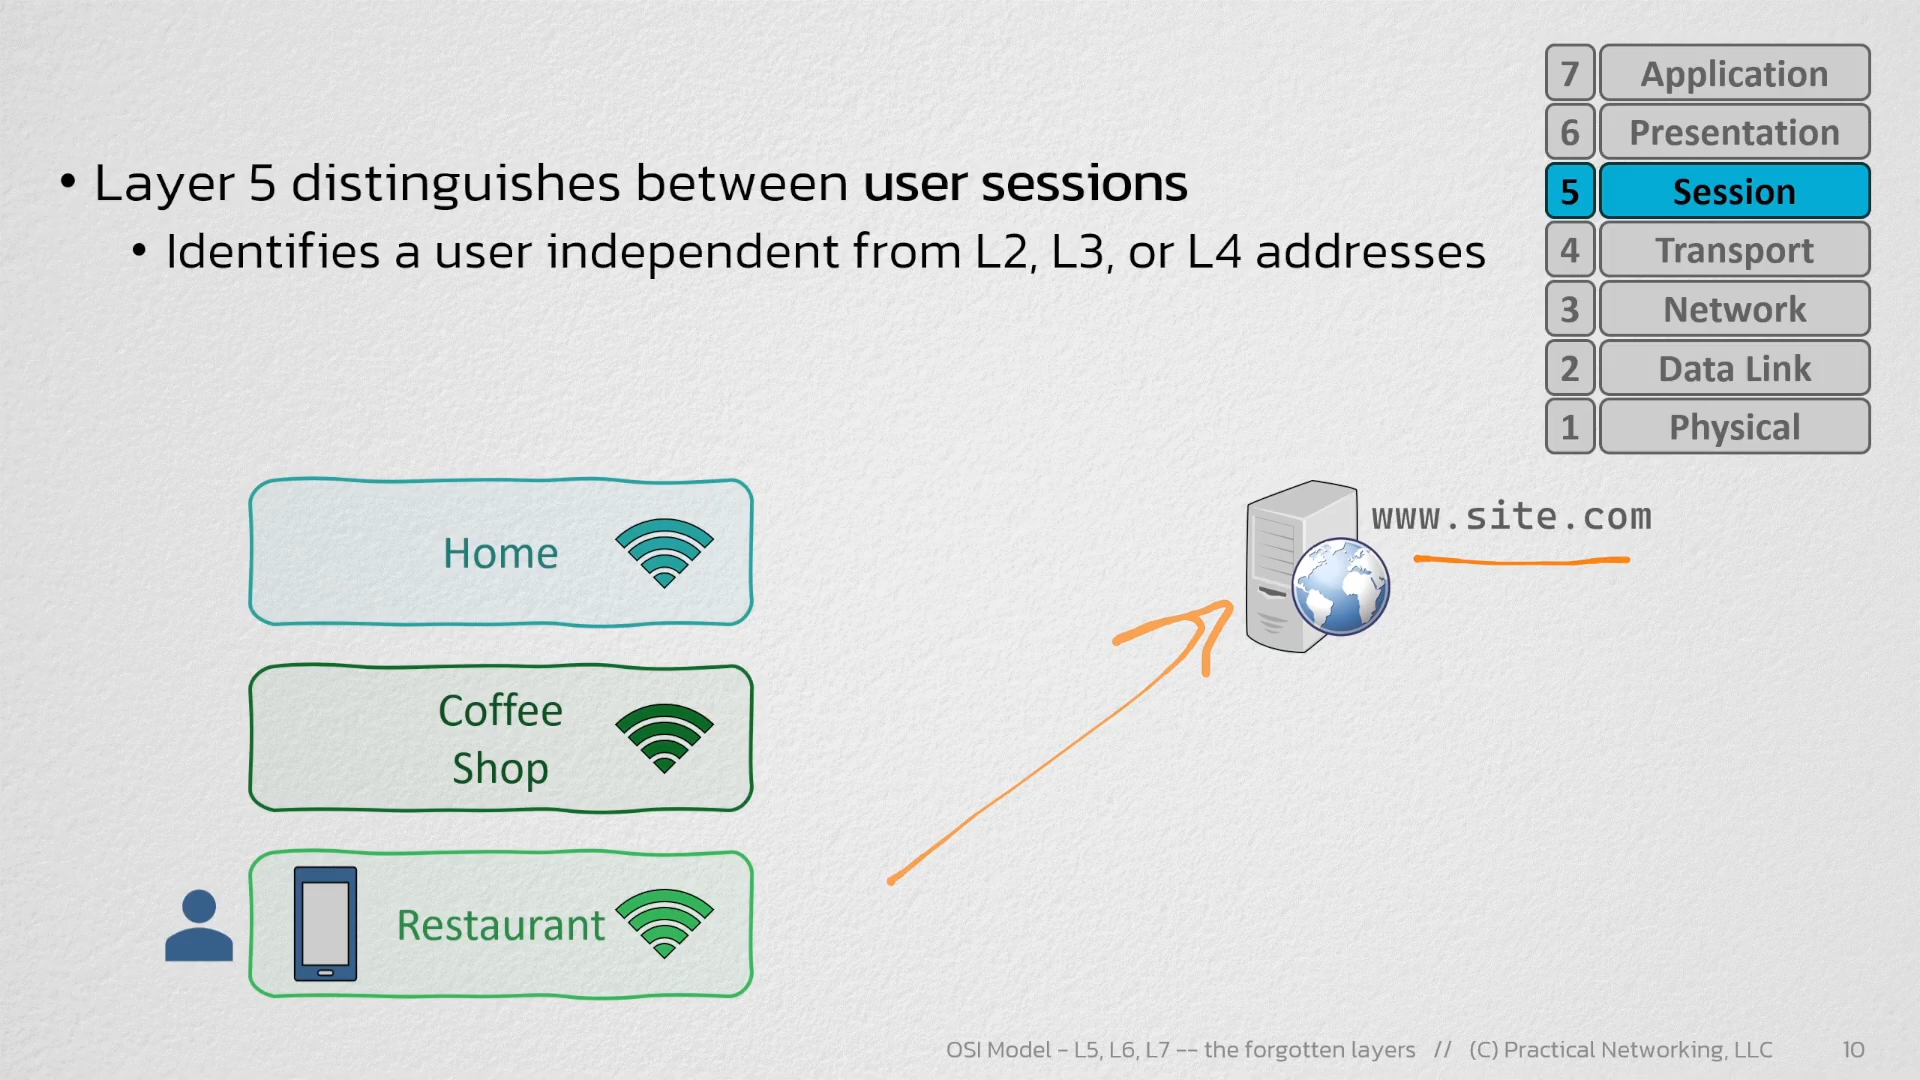 • Layer 5 distinguishes between user sessions
• Identifies a user independent from L2, L3, or L4 addresses
7 Application
6 Presentation
5 Session
4 Transport
3 Network
2 Data Link
1 Physical
Home
Coffee
Shop
Restaurant
www.site.com
OSI Model - L5, L6, L7 -- the forgotten layers // (C) Practical Networking, LLC 10